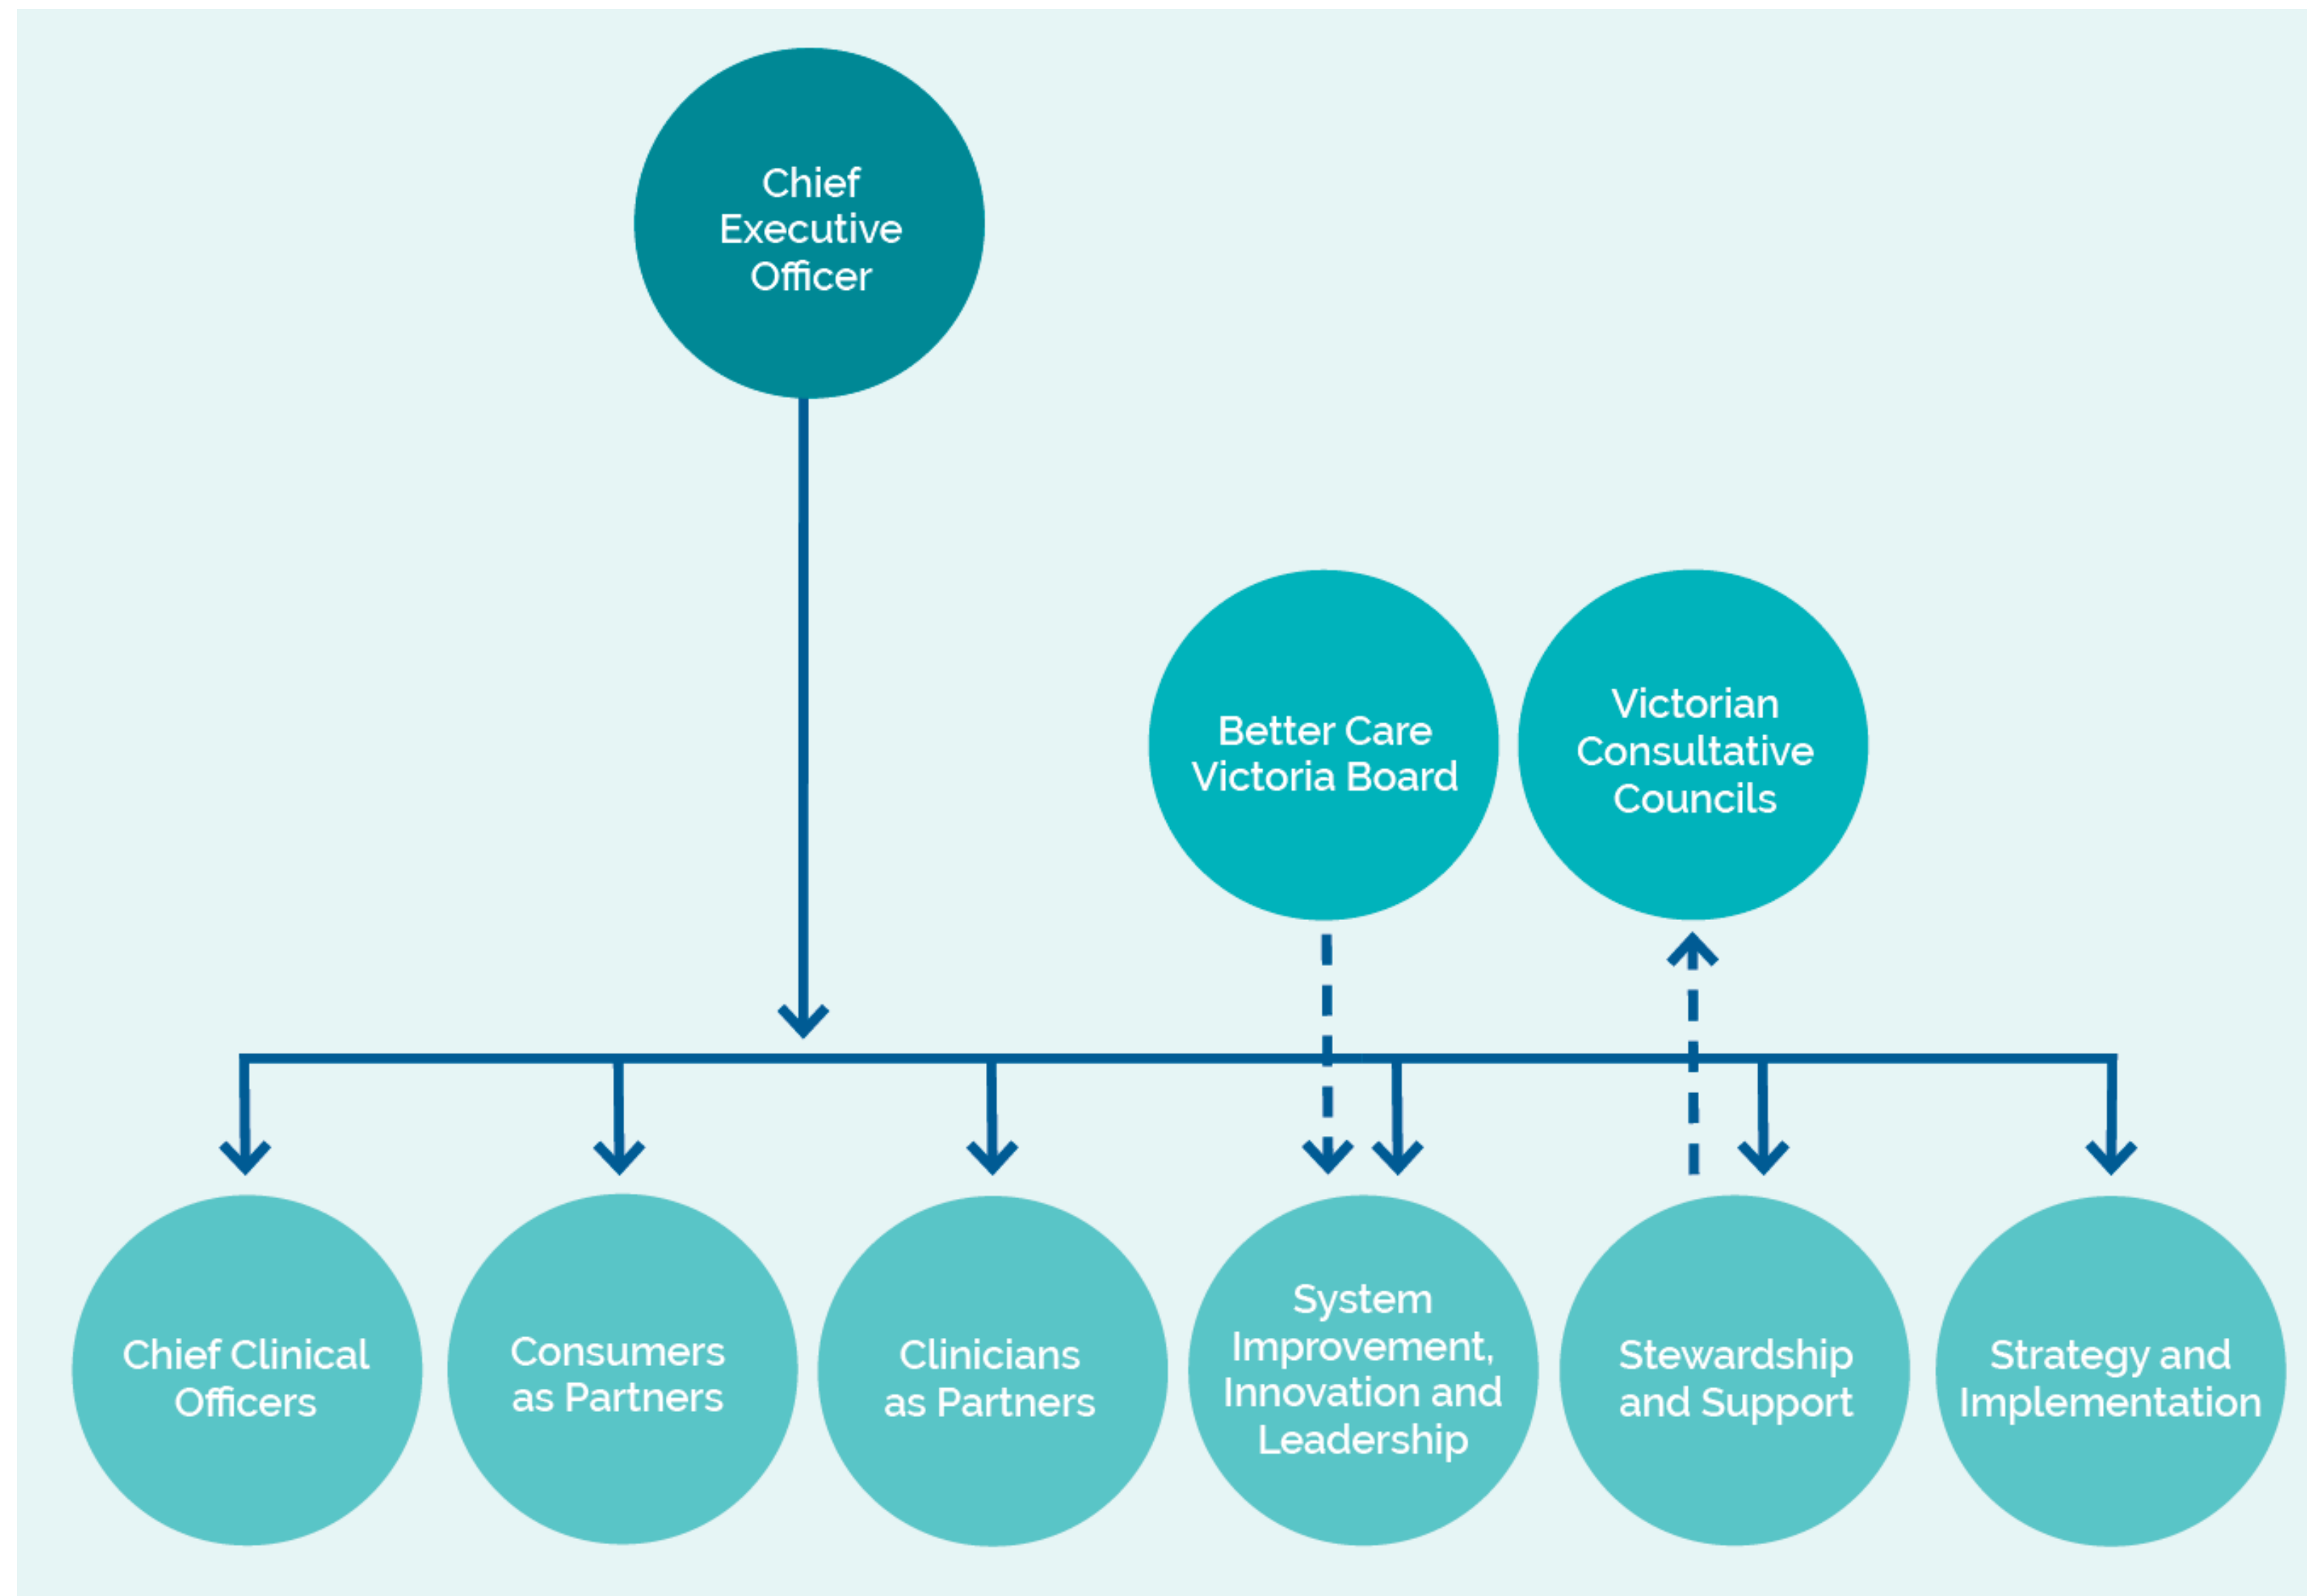 Chief
Executive
Officer
Better Care
Victoria Board
Victorian
Consultative
Councils
Chief Clinical
Officers
Consumers
as Partners
Clinicians
as Partners
System
Improvement,
Innovation and
Leadership
Stewardship
and Support
Strategy and
Implementation